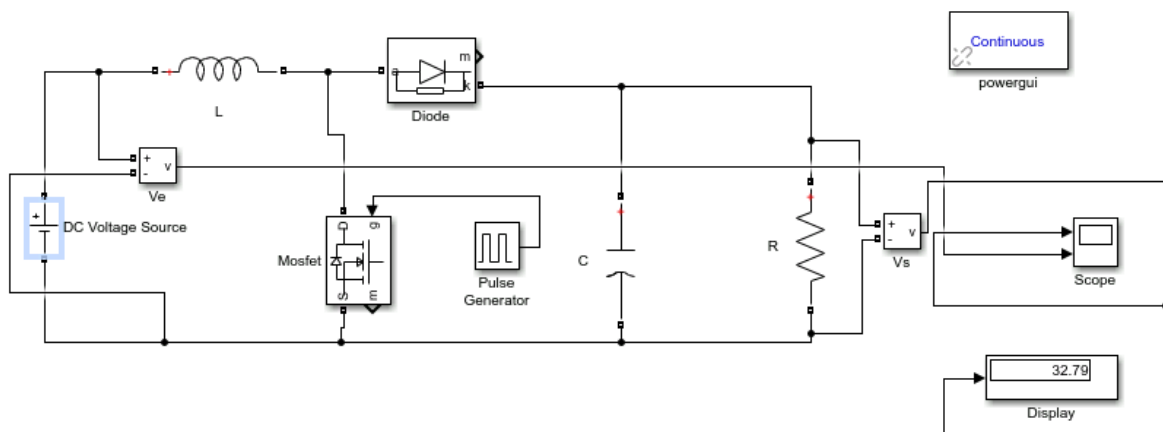 Continuous
powergui
L
a
m
k
Diode
+
-
v
Ve
+
DC Voltage Source
Mosfet
D
g
S
m
Pulse
Generator
C
R
+
-
v
Vs
Scope
32.79
Display